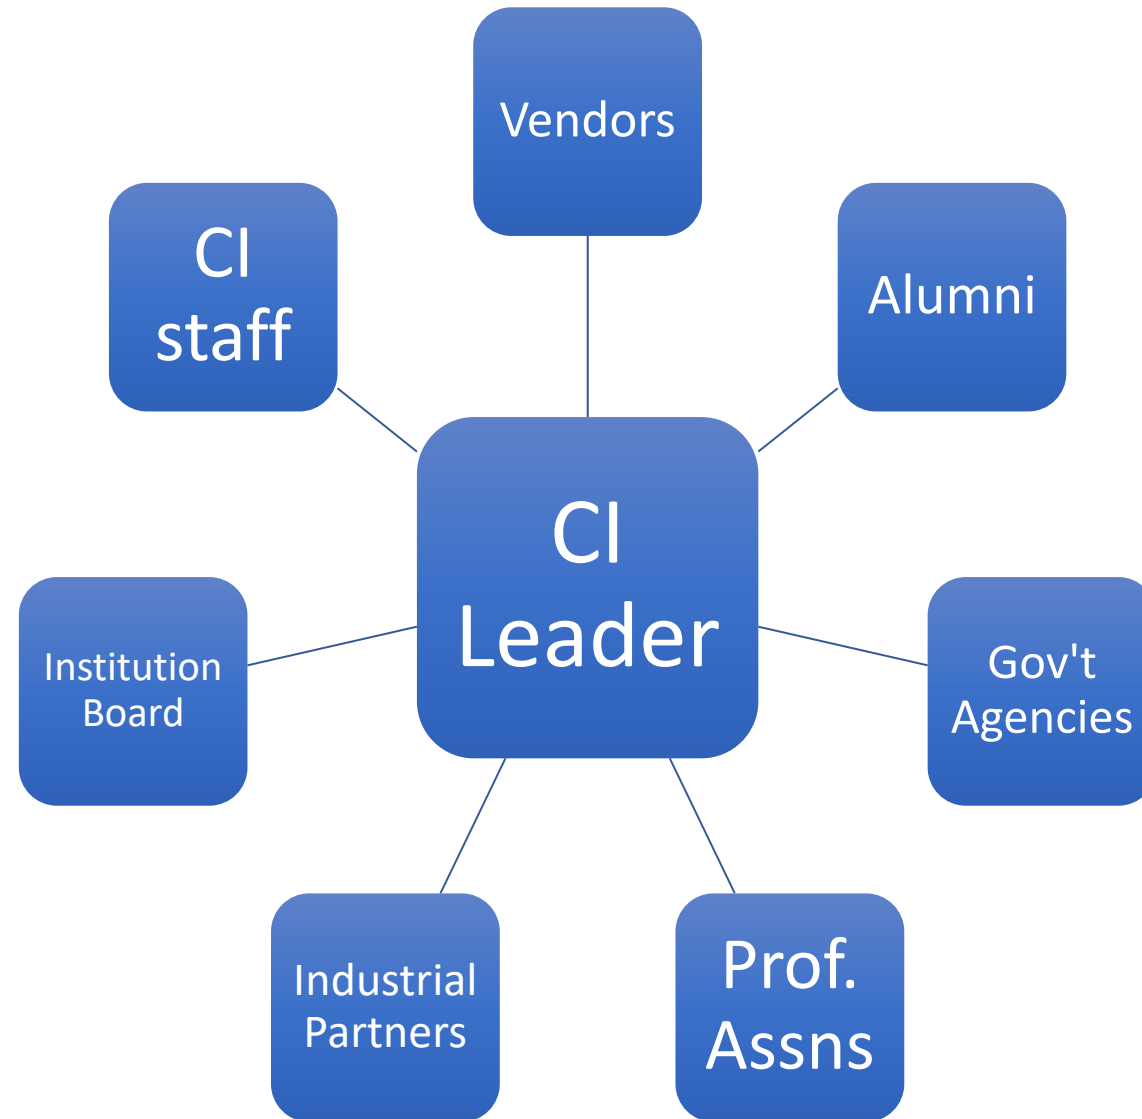 Vendors
Alumni
Gov't
Agencies
Prof.
Assns
Industrial
Partners
Institution
Board
CI
staff
CI
Leader